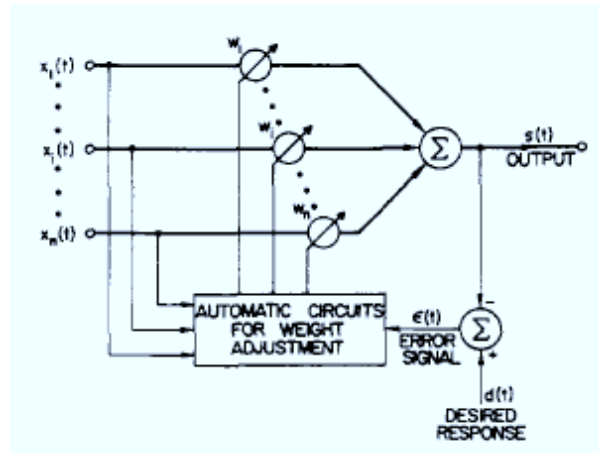 W₁
x₁(t)
Wᵢ
xᵢ(t)
Σ
s(t)
OUTPUT
Wₙ
xₙ(t)
−
AUTOMATIC CIRCUITS
FOR WEIGHT
ADJUSTMENT
ϵ(t)
ERROR
SIGNAL
Σ
+
d(t)
DESIRED
RESPONSE